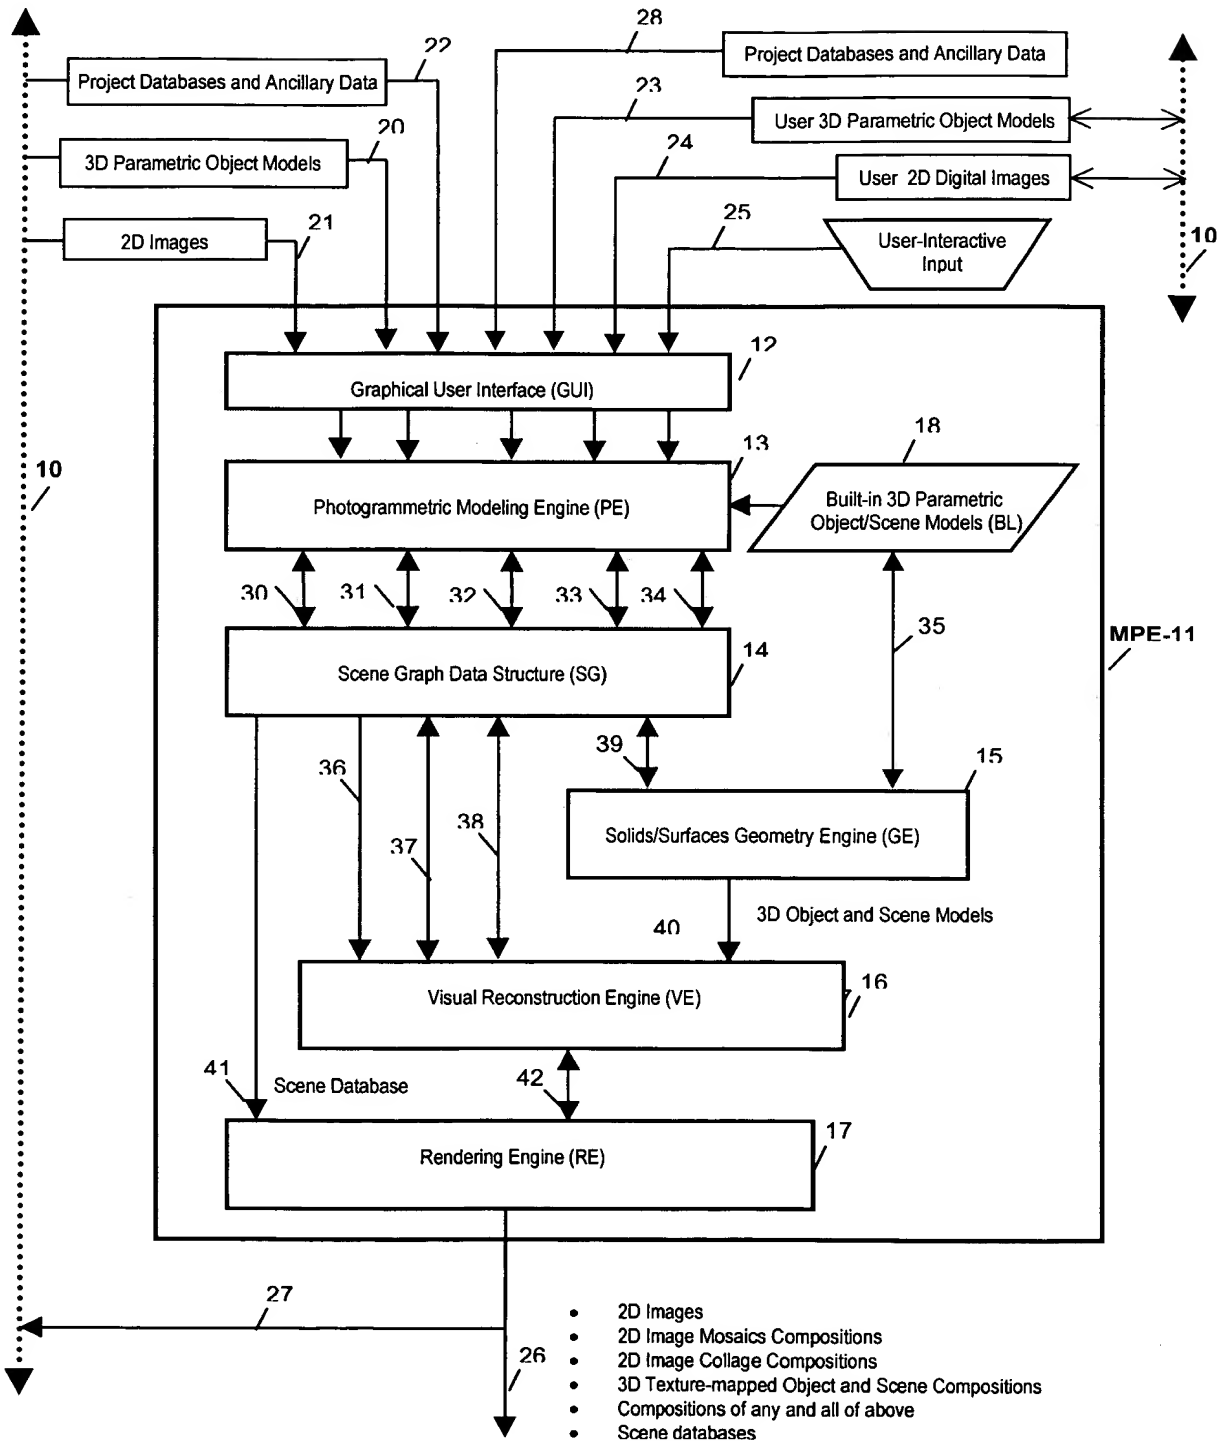 28
22
Project Databases and Ancillary Data
Project Databases and Ancillary Data
23
20
User 3D Parametric Object Models
3D Parametric Object Models
24
User 2D Digital Images
21
25
2D Images
User-Interactive
Input
10
12
Graphical User Interface (GUI)
18
13
10
Built-in 3D Parametric
Object/Scene Models (BL)
Photogrammetric Modeling Engine (PE)
30
31
32
33
34
35
MPE-11
14
Scene Graph Data Structure (SG)
39
15
36
38
37
Solids/Surfaces Geometry Engine (GE)
3D Object and Scene Models
40
16
Visual Reconstruction Engine (VE)
41
42
Scene Database
17
Rendering Engine (RE)
27
26
• 2D Images
• 2D Image Mosaics Compositions
• 2D Image Collage Compositions
• 3D Texture-mapped Object and Scene Compositions
• Compositions of any and all of above
• Scene databases